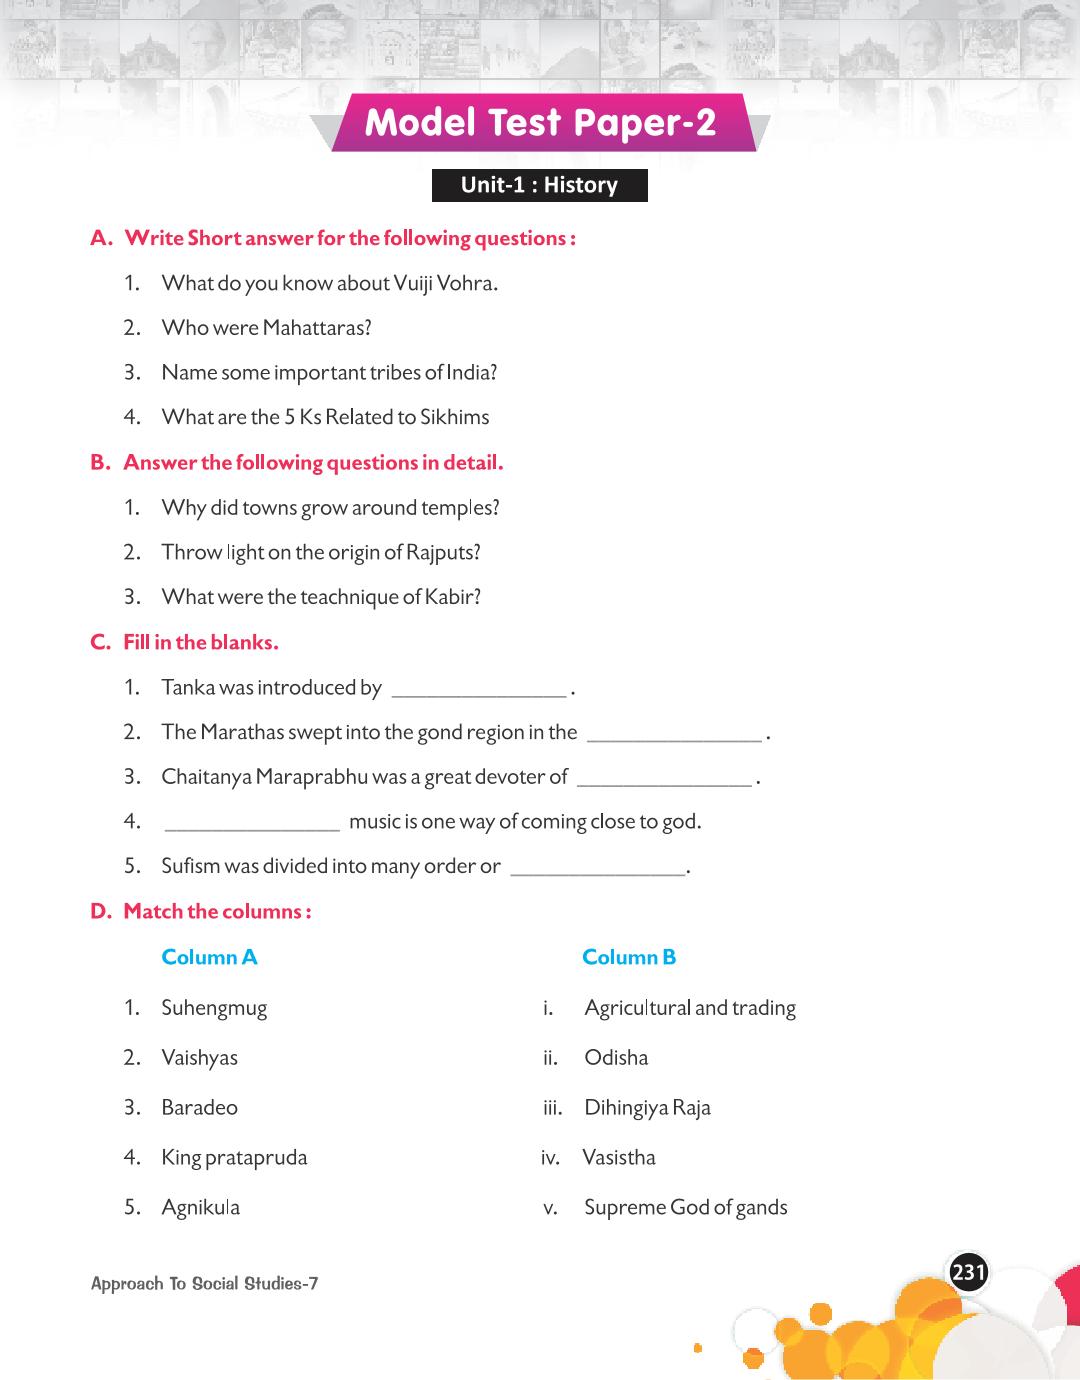 Model Test Paper-2
Unit-1 : History
A. Write Short answer for the following questions :
1. What do you know about Vuiji Vohra.
2. Who were Mahattaras?
3. Name some important tribes of India?
4. What are the 5 Ks Related to Sikhims
B. Answer the following questions in detail.
1. Why did towns grow around temples?
2. Throw light on the origin of Rajputs?
3. What were the teachnique of Kabir?
C. Fill in the blanks.
1. Tanka was introduced by _______________ .
2. The Marathas swept into the gond region in the _______________ .
3. Chaitanya Maraprabhu was a great devoter of _______________ .
4. _______________ music is one way of coming close to god.
5. Sufism was divided into many order or _______________.
D. Match the columns :
Column A Column B
1. Suhengmug i. Agricultural and trading
2. Vaishyas ii. Odisha
3. Baradeo iii. Dihingiya Raja
4. King pratapruda iv. Vasistha
5. Agnikula v. Supreme God of gands
Approach To Social Studies-7 231